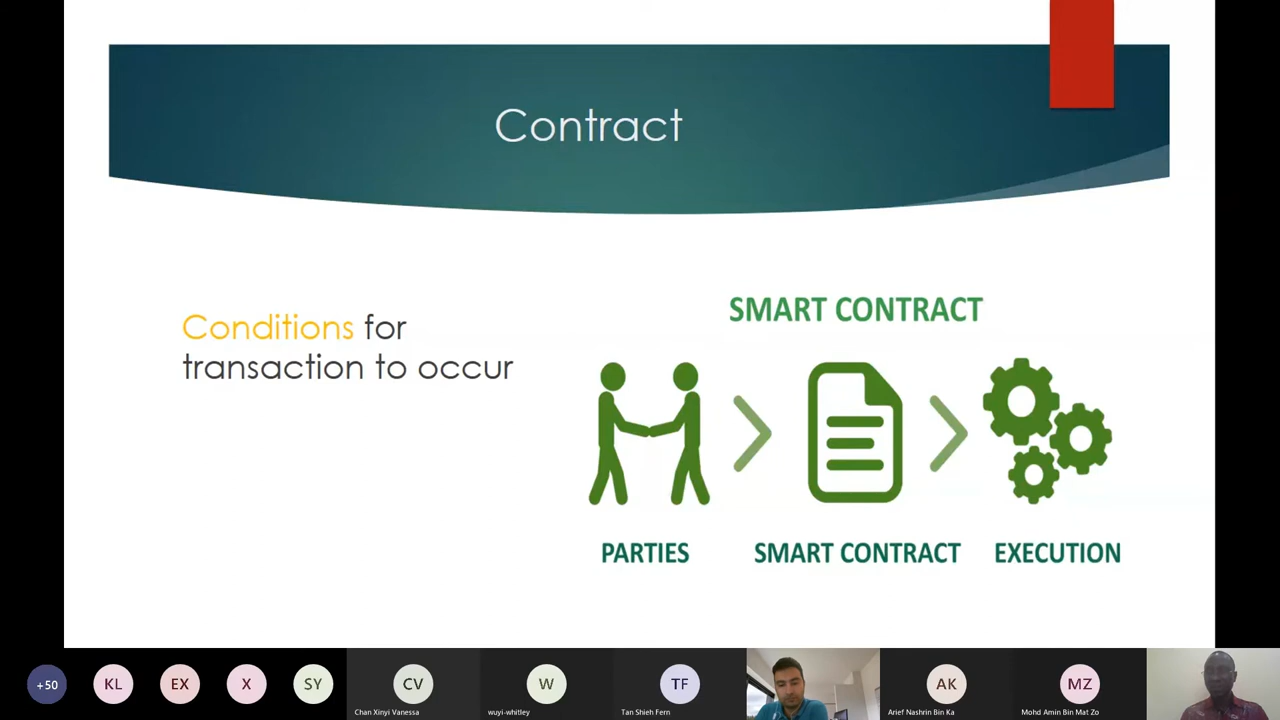 Contract
Conditions for
transaction to occur
SMART CONTRACT
PARTIES
SMART CONTRACT
EXECUTION
+50
KL
EX
X
SY
CV
Chan Xinyi Vanessa
W
wuyi-whitley
TF
Tan Shieh Fern
AK
Arief Nashrin Bin Ka
MZ
Mohd Amin Bin Mat Zo